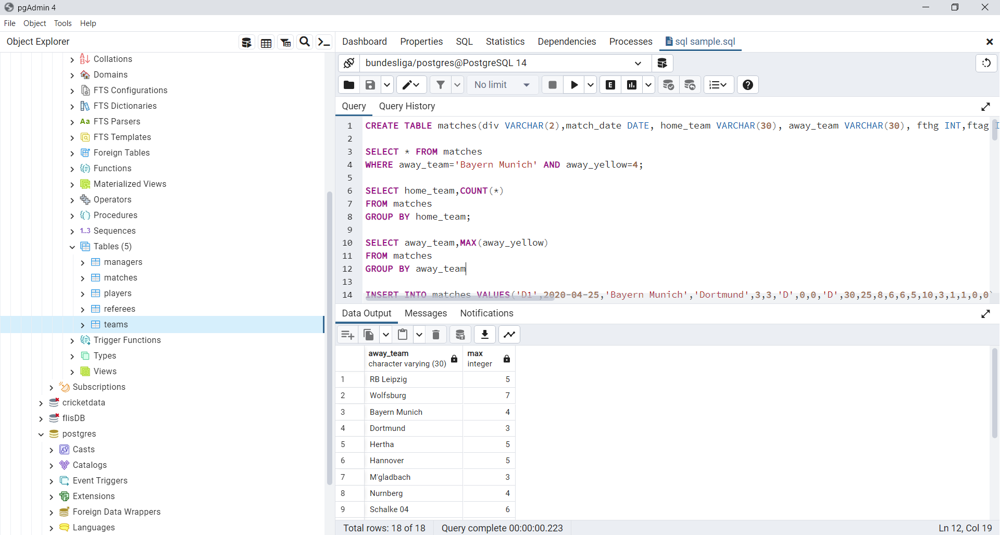 pgAdmin 4
File Object Tools Help
Object Explorer
Collations
Domains
FTS Configurations
FTS Dictionaries
Aa FTS Parsers
FTS Templates
Foreign Tables
Functions
Materialized Views
Operators
Procedures
1..3 Sequences
Tables (5)
managers
matches
players
referees
teams
Trigger Functions
Types
Views
Subscriptions
cricketdata
flisDB
postgres
Casts
Catalogs
Event Triggers
Extensions
Foreign Data Wrappers
Languages
Dashboard Properties SQL Statistics Dependencies Processes sql sample.sql
bundesliga/postgres@PostgreSQL 14
No limit E
Query Query History
1 CREATE TABLE matches(div VARCHAR(2),match_date DATE, home_team VARCHAR(30), away_team VARCHAR(30), fthg INT,ftag I
2
3 SELECT * FROM matches
4 WHERE away_team='Bayern Munich' AND away_yellow=4;
5
6 SELECT home_team,COUNT(*)
7 FROM matches
8 GROUP BY home_team;
9
10 SELECT away_team,MAX(away_yellow)
11 FROM matches
12 GROUP BY away_team
13
14 INSERT INTO matches VALUES('D1',2020-04-25,'Bayern Munich','Dortmund',3,3,'D',0,0,'D',30,25,8,6,6,5,10,3,1,1,0,0
Data Output Messages Notifications
away_team max
character varying (30) integer
1 RB Leipzig 5
2 Wolfsburg 7
3 Bayern Munich 4
4 Dortmund 3
5 Hertha 5
6 Hannover 5
7 M'gladbach 3
8 Nurnberg 4
9 Schalke 04 6
Total rows: 18 of 18 Query complete 00:00:00.223 Ln 12, Col 19